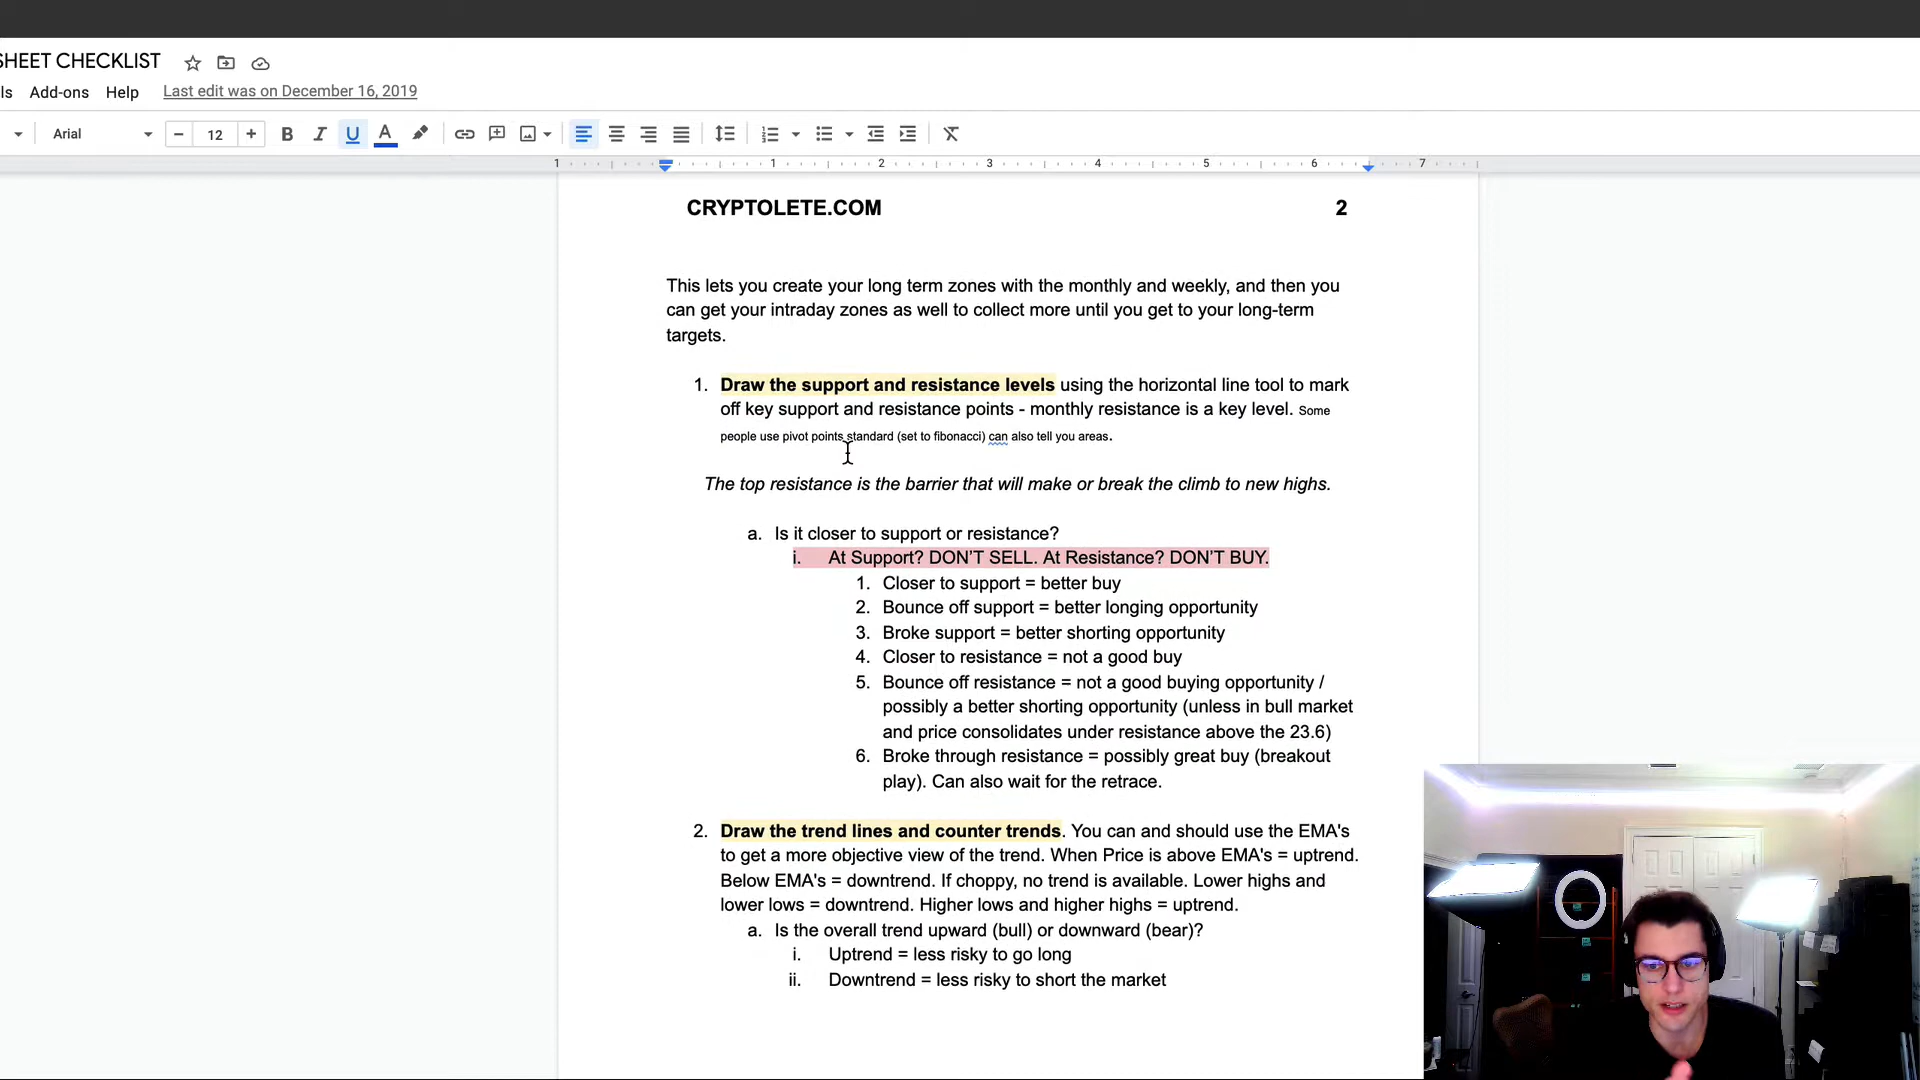 SHEET CHECKLIST
ls Add-ons Help Last edit was on December 16, 2019
Arial 12 B I U A
1 1 2 3 4 5 6 7
CRYPTOLETE.COM 2
This lets you create your long term zones with the monthly and weekly, and then you
can get your intraday zones as well to collect more until you get to your long-term
targets.
1. Draw the support and resistance levels using the horizontal line tool to mark
off key support and resistance points - monthly resistance is a key level. Some
people use pivot points standard (set to fibonacci) can also tell you areas.
The top resistance is the barrier that will make or break the climb to new highs.
a. Is it closer to support or resistance?
i. At Support? DON'T SELL. At Resistance? DON'T BUY.
1. Closer to support = better buy
2. Bounce off support = better longing opportunity
3. Broke support = better shorting opportunity
4. Closer to resistance = not a good buy
5. Bounce off resistance = not a good buying opportunity /
possibly a better shorting opportunity (unless in bull market
and price consolidates under resistance above the 23.6)
6. Broke through resistance = possibly great buy (breakout
play). Can also wait for the retrace.
2. Draw the trend lines and counter trends. You can and should use the EMA's
to get a more objective view of the trend. When Price is above EMA's = uptrend.
Below EMA's = downtrend. If choppy, no trend is available. Lower highs and
lower lows = downtrend. Higher lows and higher highs = uptrend.
a. Is the overall trend upward (bull) or downward (bear)?
i. Uptrend = less risky to go long
ii. Downtrend = less risky to short the market